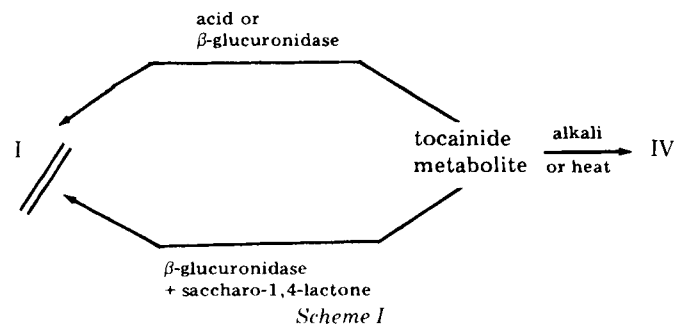 acid or
β-glucuronidase
I
tocainide
metabolite
alkali
or heat
IV
β-glucuronidase
+ saccharo-1,4-lactone
Scheme I